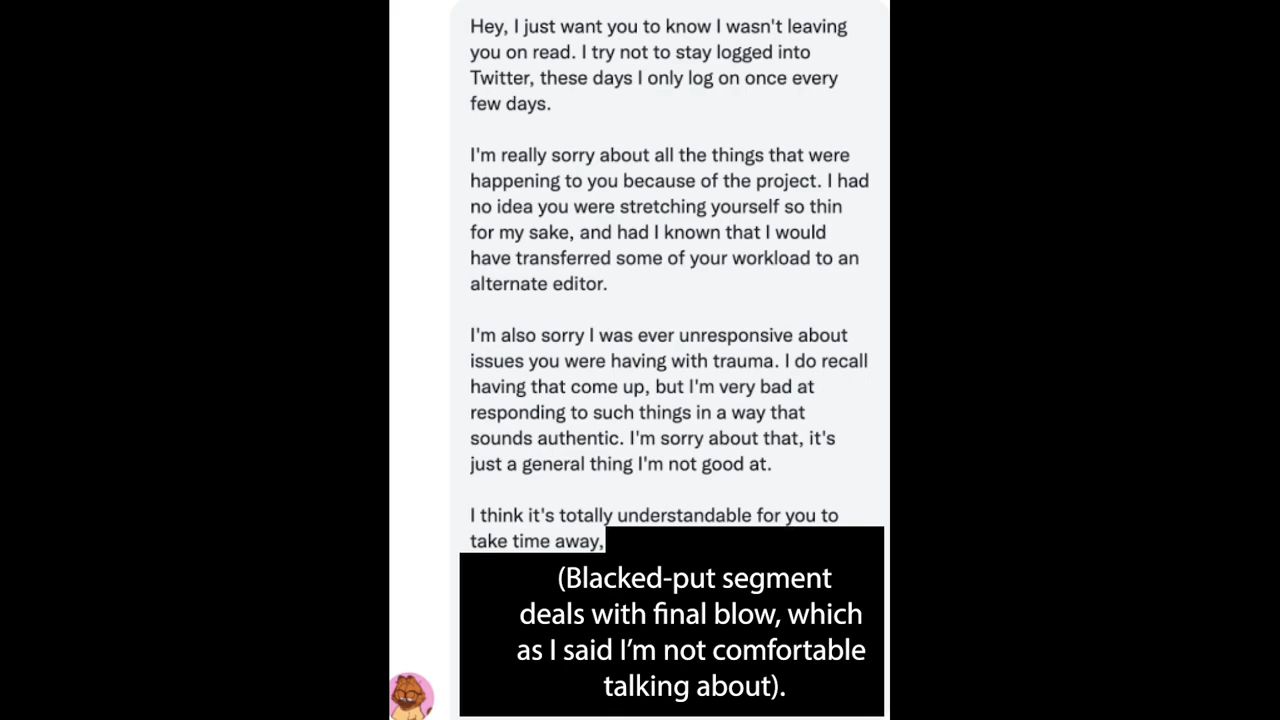 Hey, I just want you to know I wasn't leaving
you on read. I try not to stay logged into
Twitter, these days I only log on once every
few days.
I'm really sorry about all the things that were
happening to you because of the project. I had
no idea you were stretching yourself so thin
for my sake, and had I known that I would
have transferred some of your workload to an
alternate editor.
I'm also sorry I was ever unresponsive about
issues you were having with trauma. I do recall
having that come up, but I'm very bad at
responding to such things in a way that
sounds authentic. I'm sorry about that, it's
just a general thing I'm not good at.
I think it's totally understandable for you to
take time away,
(Blacked-put segment
deals with final blow, which
as I said I’m not comfortable
talking about).